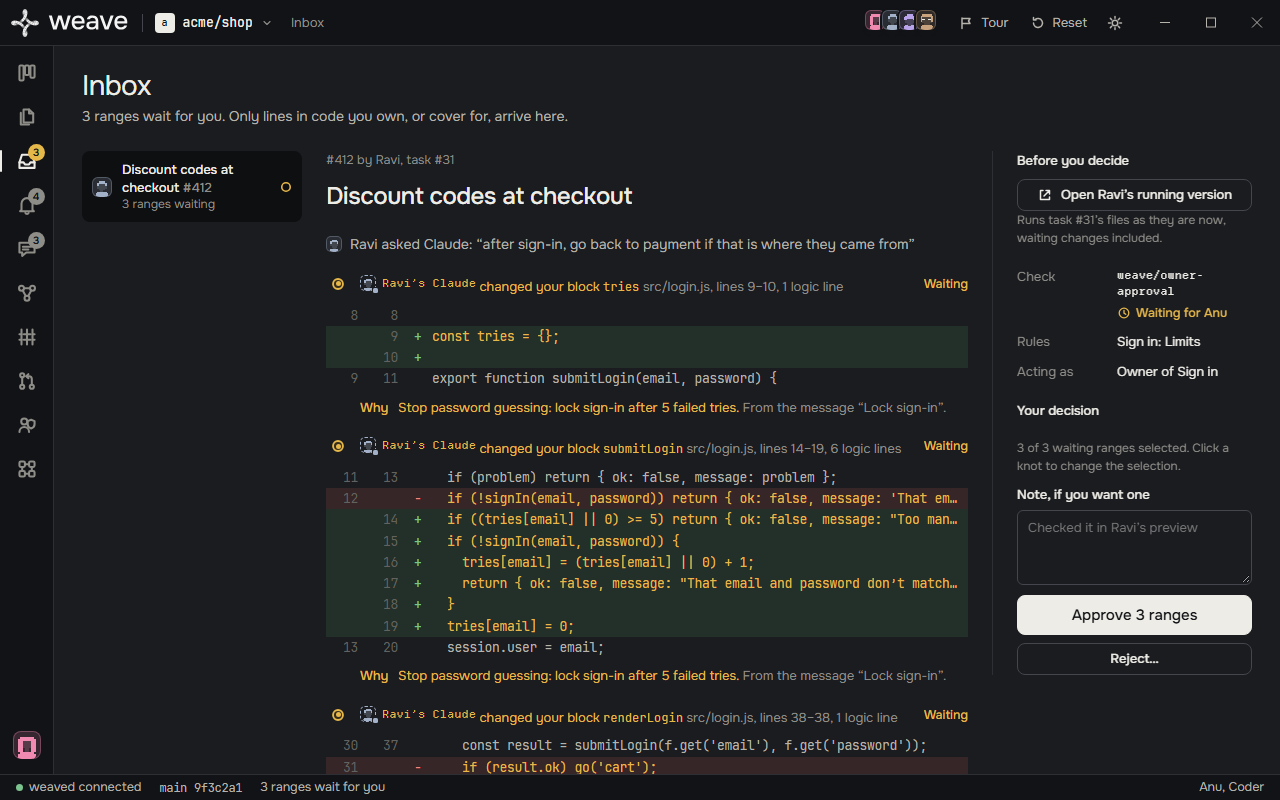 weave
a acme/shop
Inbox
Tour
Reset
Inbox
3 ranges wait for you. Only lines in code you own, or cover for, arrive here.
3
4
3
Discount codes at
checkout #412
3 ranges waiting
#412 by Ravi, task #31
Discount codes at checkout
Ravi asked Claude: “after sign-in, go back to payment if that is where they came from”
Ravi's Claude changed your block tries src/login.js, lines 9–10, 1 logic line Waiting
8 8
9 + const tries = {};
10 +
9 11 export function submitLogin(email, password) {
Why Stop password guessing: lock sign-in after 5 failed tries. From the message “Lock sign-in”.
Ravi's Claude changed your block submitLogin src/login.js, lines 14–19, 6 logic lines Waiting
11 13 if (problem) return { ok: false, message: problem };
12 - if (!signIn(email, password)) return { ok: false, message: 'That em…
14 + if ((tries[email] || 0) >= 5) return { ok: false, message: "Too man…
15 + if (!signIn(email, password)) {
16 + tries[email] = (tries[email] || 0) + 1;
17 + return { ok: false, message: "That email and password don't match…
18 + }
19 + tries[email] = 0;
13 20 session.user = email;
Why Stop password guessing: lock sign-in after 5 failed tries. From the message “Lock sign-in”.
Ravi's Claude changed your block renderLogin src/login.js, lines 38–38, 1 logic line Waiting
30 37 const result = submitLogin(f.get('email'), f.get('password'));
31 - if (result.ok) go('cart');
Before you decide
Open Ravi's running version
Runs task #31's files as they are now,
waiting changes included.
Check weave/owner-
approval
Waiting for Anu
Rules Sign in: Limits
Acting as Owner of Sign in
Your decision
3 of 3 waiting ranges selected. Click a
knot to change the selection.
Note, if you want one
Checked it in Ravi's preview
Approve 3 ranges
Reject…
weaved connected
main 9f3c2a1
3 ranges wait for you
Anu, Coder